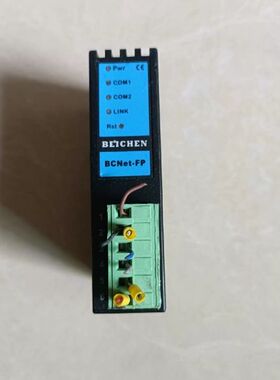 Pwr CE
COM1
COM2
LINK
Rst
BEICHEN
BCNet-FP